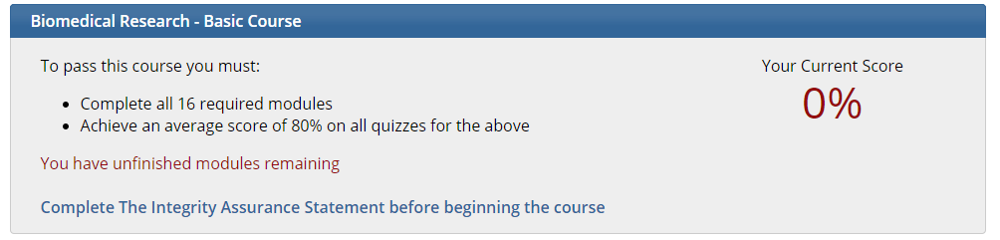 Biomedical Research - Basic Course
To pass this course you must:
Complete all 16 required modules
Achieve an average score of 80% on all quizzes for the above
You have unfinished modules remaining
Complete The Integrity Assurance Statement before beginning the course
Your Current Score
0%